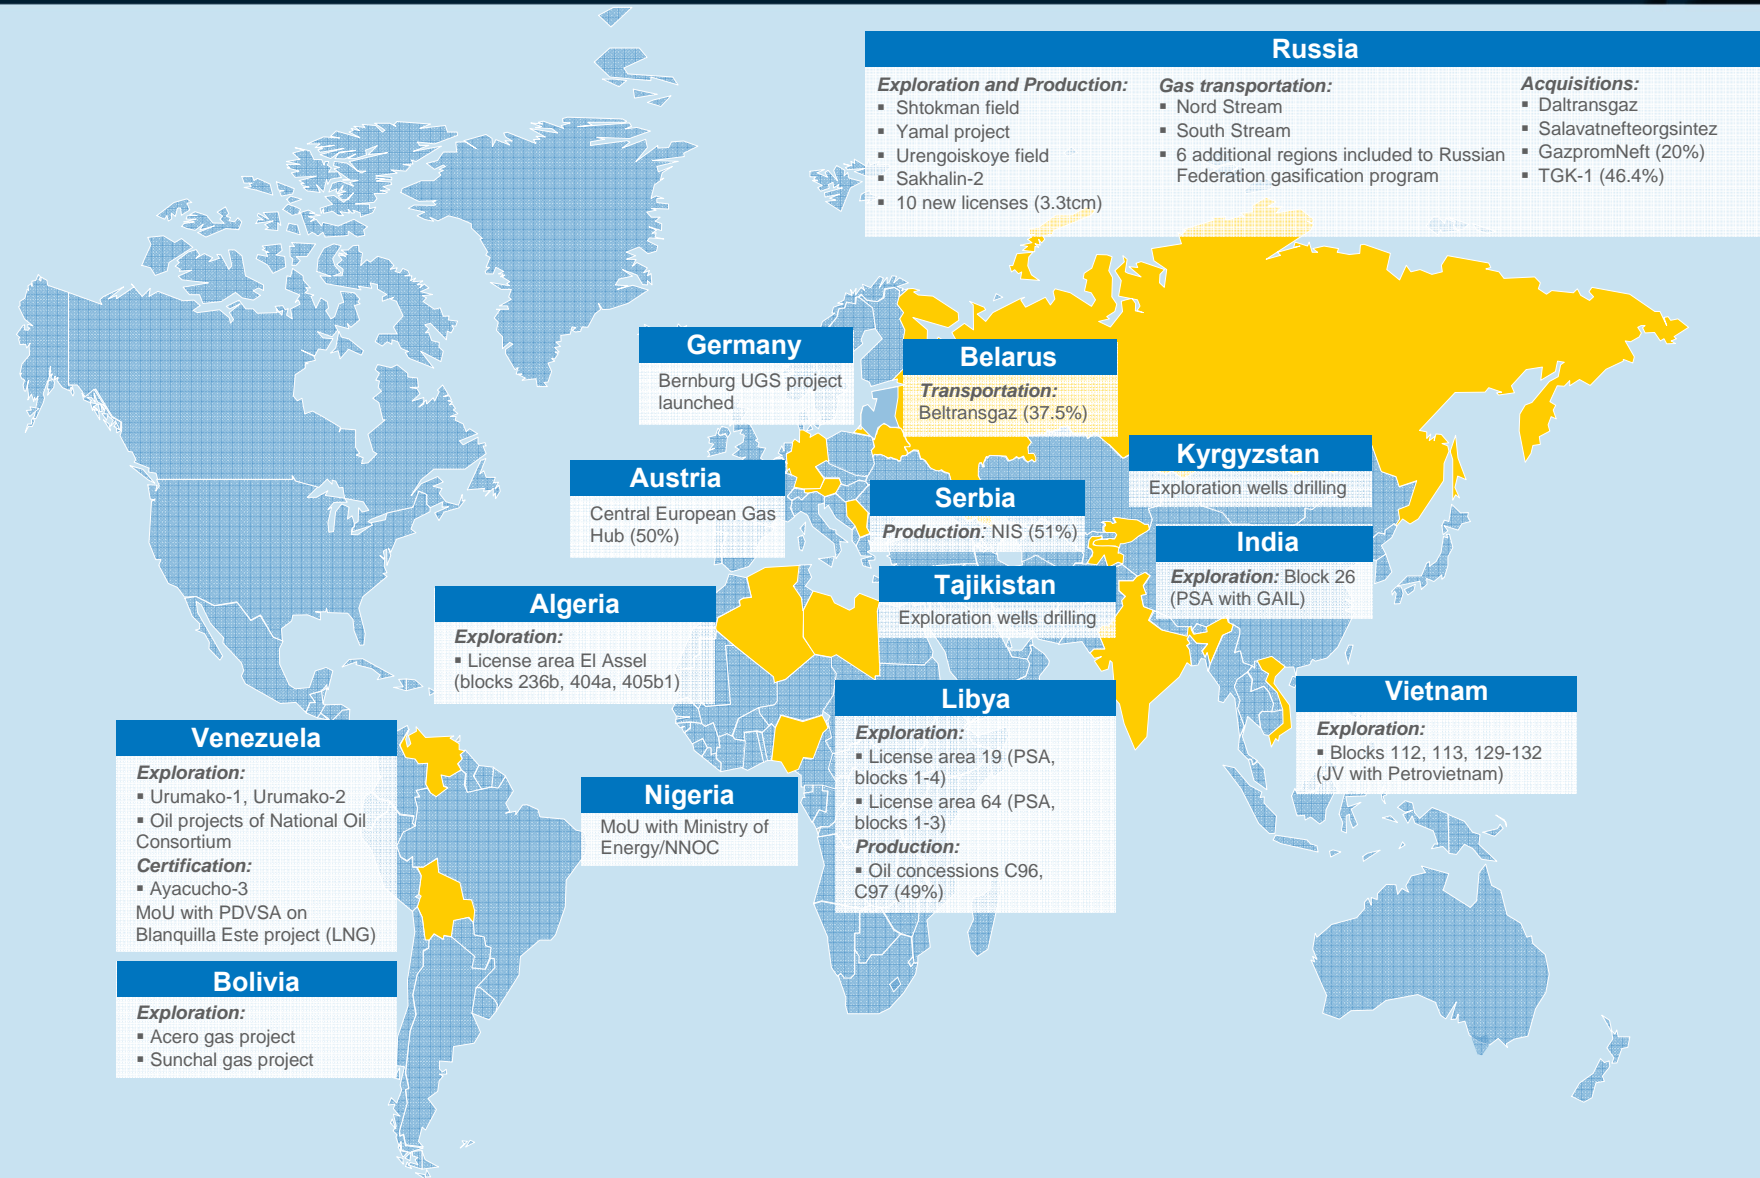 Russia
Exploration and Production:
▪ Shtokman field
▪ Yamal project
▪ Urengoiskoye field
▪ Sakhalin-2
▪ 10 new licenses (3.3tcm)
Gas transportation:
▪ Nord Stream
▪ South Stream
▪ 6 additional regions included to Russian
Federation gasification program
Acquisitions:
▪ Daltransgaz
▪ Salavatnefteorgsintez
▪ GazpromNeft (20%)
▪ TGK-1 (46.4%)
Germany
Bernburg UGS project
launched
Belarus
Transportation:
Beltransgaz (37.5%)
Austria
Central European Gas
Hub (50%)
Serbia
Production: NIS (51%)
Kyrgyzstan
Exploration wells drilling
India
Exploration: Block 26
(PSA with GAIL)
Algeria
Exploration:
▪ License area El Assel
(blocks 236b, 404a, 405b1)
Tajikistan
Exploration wells drilling
Libya
Exploration:
▪ License area 19 (PSA,
blocks 1-4)
▪ License area 64 (PSA,
blocks 1-3)
Production:
▪ Oil concessions C96,
C97 (49%)
Vietnam
Exploration:
▪ Blocks 112, 113, 129-132
(JV with Petrovietnam)
Venezuela
Exploration:
▪ Urumako-1, Urumako-2
▪ Oil projects of National Oil
Consortium
Certification:
▪ Ayacucho-3
MoU with PDVSA on
Blanquilla Este project (LNG)
Nigeria
MoU with Ministry of
Energy/NNOC
Bolivia
Exploration:
▪ Acero gas project
▪ Sunchal gas project